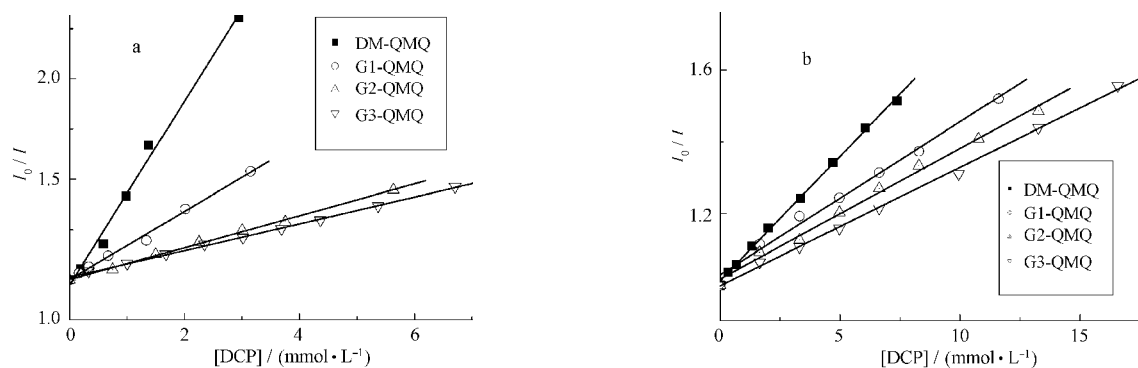 a
DM-QMQ
G1-QMQ
G2-QMQ
G3-QMQ
2.0
1.5
1.0
I0 / I
0
2
4
6
[DCP] / (mmol·L⁻¹)
b
1.6
1.2
I0 / I
DM-QMQ
G1-QMQ
G2-QMQ
G3-QMQ
0
5
10
15
[DCP] / (mmol·L⁻¹)